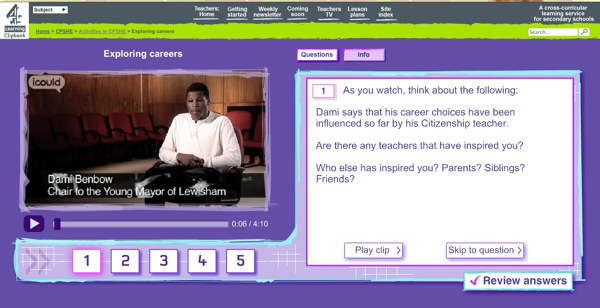 4
Learning
Clipbank
Subject
Teachers: Home
Getting started
Weekly newsletter
Coming soon
Teachers TV
Lesson plans
Site index
A cross-curricular
learning service
for secondary schools
Home > CPSHE > Activities in CPSHE > Exploring careers
Search...
Exploring careers
Questions
Info
icould
Dami Benbow
Chair to the Young Mayor of Lewisham
0:06 / 4:10
1 As you watch, think about the following:
Dami says that his career choices have been
influenced so far by his Citizenship teacher.
Are there any teachers that have inspired you?
Who else has inspired you? Parents? Siblings?
Friends?
Play clip
Skip to question
1 2 3 4 5
Review answers